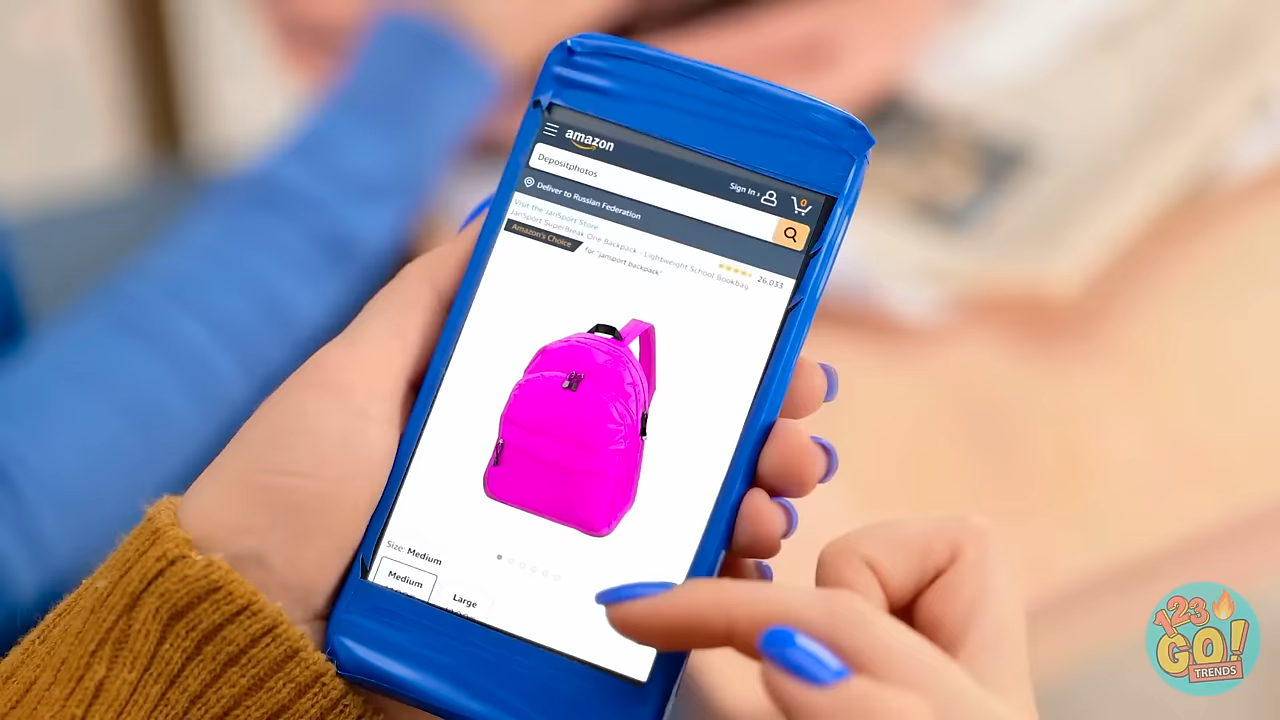 amazon
Depositphotos
Sign in ›
0
Deliver to Russian Federation
Visit the JanSport Store
JanSport SuperBreak One Backpack - Lightweight School Bookbag
26,033
Amazon's Choice
for "jansport backpack"
Size: Medium
Medium
Large
123
GO!
TRENDS